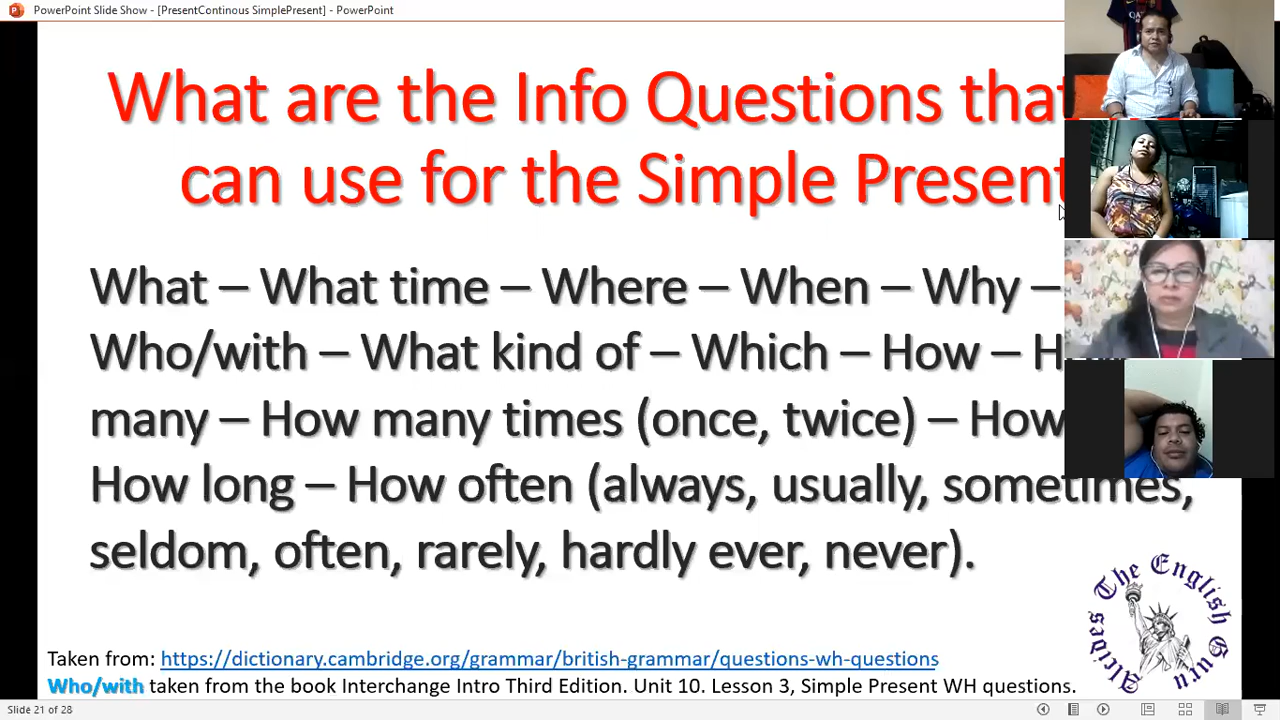 PowerPoint Slide Show - [PresentContinous SimplePresent] - PowerPoint
What are the Info Questions that
can use for the Simple Present
What – What time – Where – When – Why –
Who/with – What kind of – Which – How –
many – How many times (once, twice) – How
How long – How often (always, usually, sometimes,
seldom, often, rarely, hardly ever, never).
Taken from: https://dictionary.cambridge.org/grammar/british-grammar/questions-wh-questions
Who/with taken from the book Interchange Intro Third Edition. Unit 10. Lesson 3, Simple Present WH questions.
Alcides The English Guru
Slide 21 of 28